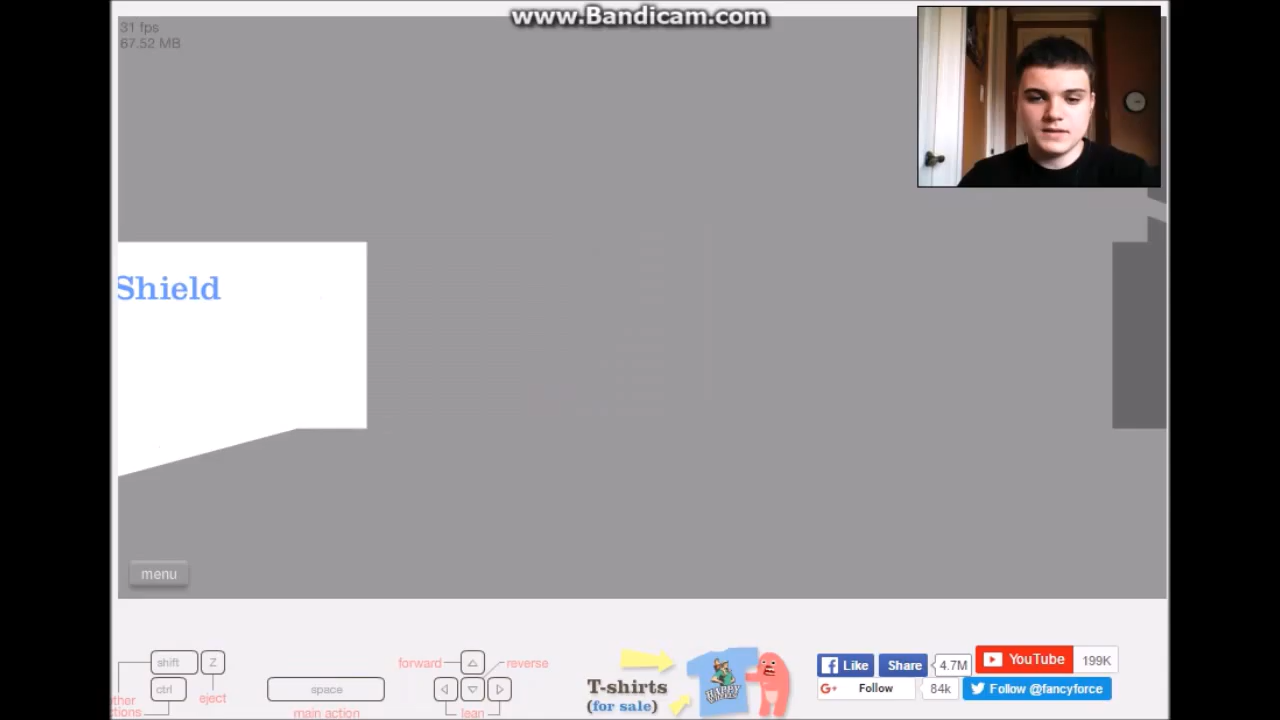 www.Bandicam.com
31 fps
67.52 MB
Shield
menu
shift
Z
forward
reverse
Like
Share
4.7M
YouTube
199K
ctrl
eject
space
T-shirts
(for sale)
HAPPY
G+
Follow
84k
Follow @fancyforce
main action
lean